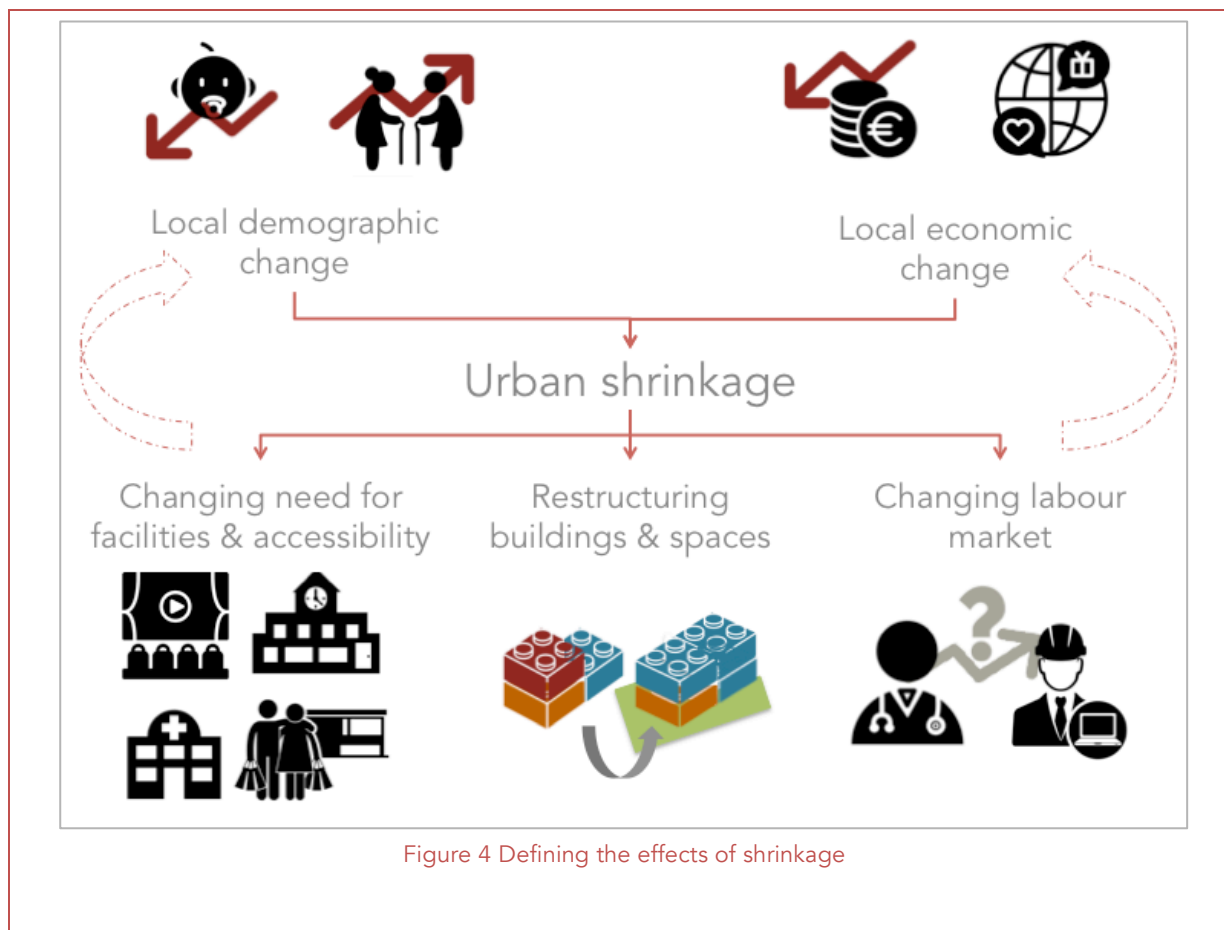 Local demographic
change
Local economic
change
Urban shrinkage
Changing need for
facilities & accessibility
Restructuring
buildings & spaces
Changing labour
market
€
?
Figure 4 Defining the effects of shrinkage